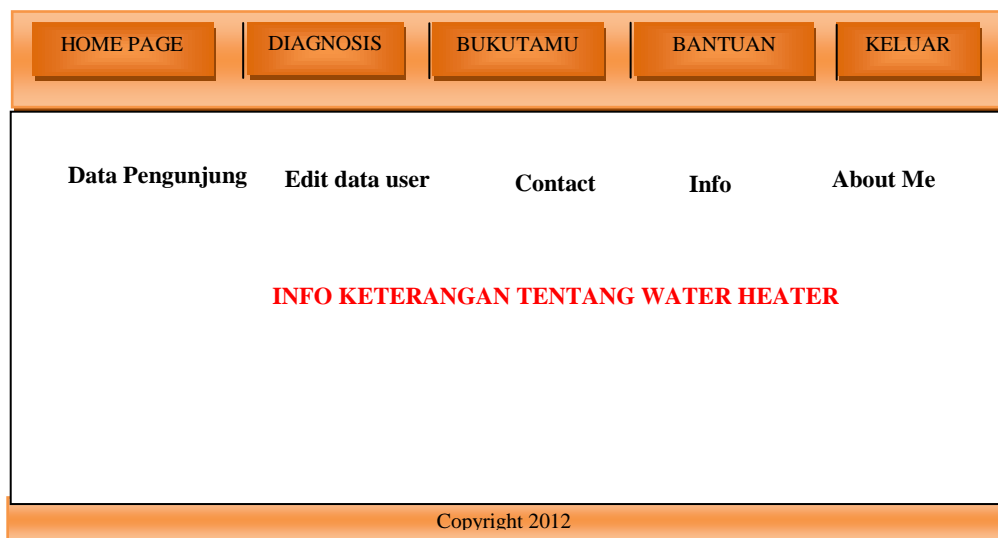 HOME PAGE DIAGNOSIS BUKUTAMU BANTUAN KELUAR
Data Pengunjung Edit data user Contact Info About Me
INFO KETERANGAN TENTANG WATER HEATER
Copyright 2012